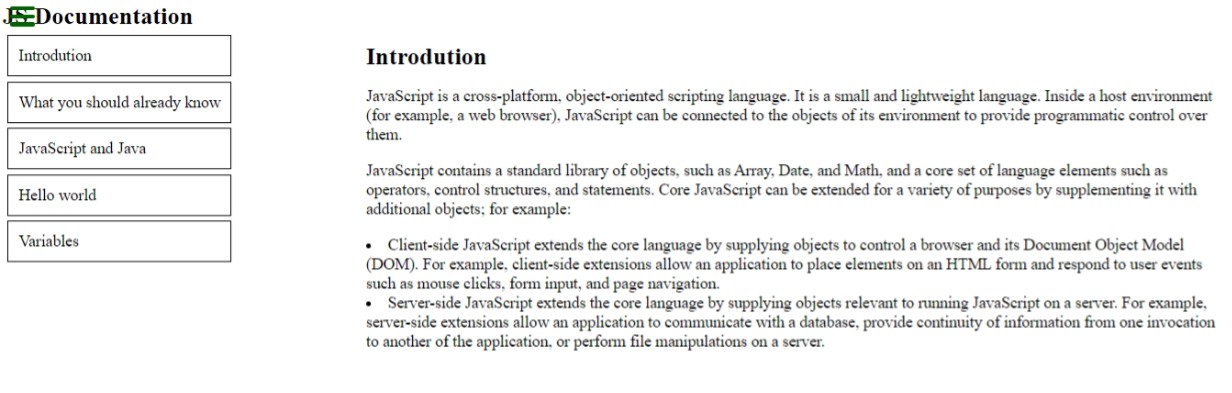 JS Documentation
Introdution
What you should already know
JavaScript and Java
Hello world
Variables
Introdution
JavaScript is a cross-platform, object-oriented scripting language. It is a small and lightweight language. Inside a host environment
(for example, a web browser), JavaScript can be connected to the objects of its environment to provide programmatic control over
them.
JavaScript contains a standard library of objects, such as Array, Date, and Math, and a core set of language elements such as
operators, control structures, and statements. Core JavaScript can be extended for a variety of purposes by supplementing it with
additional objects; for example:
• Client-side JavaScript extends the core language by supplying objects to control a browser and its Document Object Model
(DOM). For example, client-side extensions allow an application to place elements on an HTML form and respond to user events
such as mouse clicks, form input, and page navigation.
• Server-side JavaScript extends the core language by supplying objects relevant to running JavaScript on a server. For example,
server-side extensions allow an application to communicate with a database, provide continuity of information from one invocation
to another of the application, or perform file manipulations on a server.